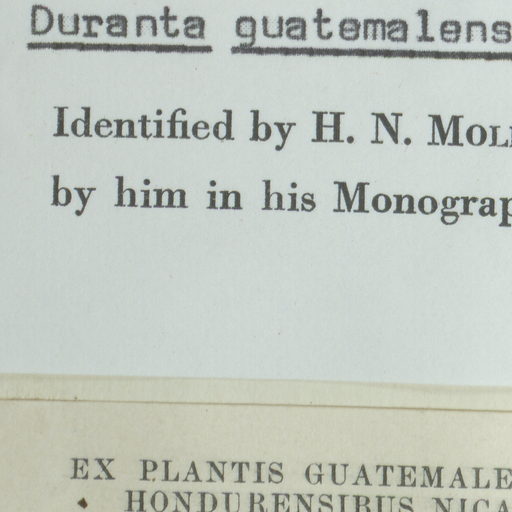 Duranta guatemalens
Identified by H. N. MOL
by him in his Monograp
EX PLANTIS GUATEMALE
HONDURENSIBUS NICA